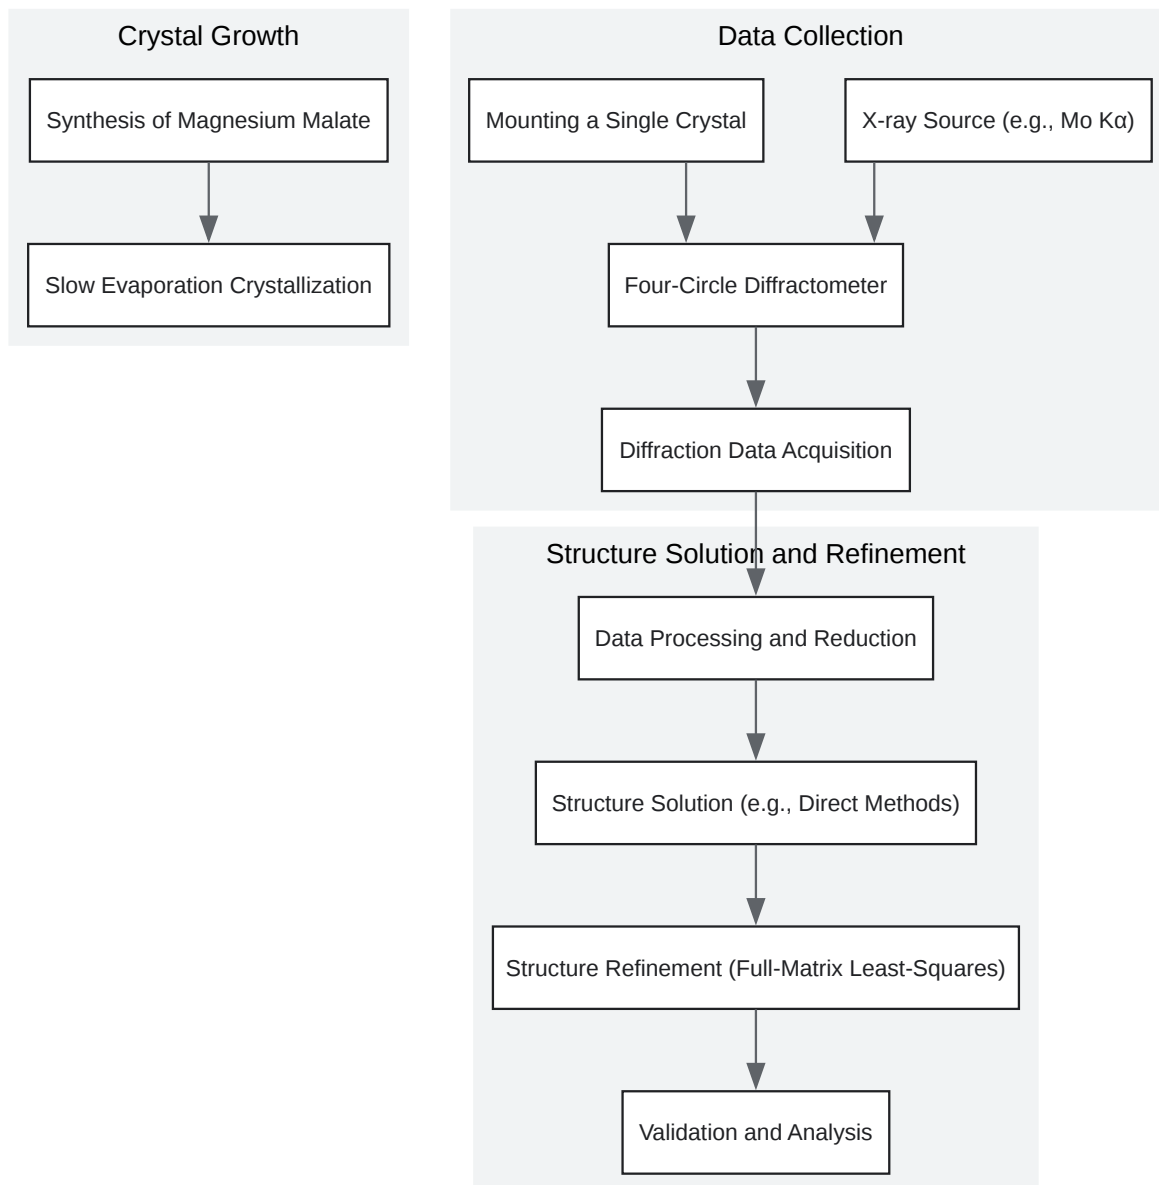 Crystal Growth
Synthesis of Magnesium Malate
Slow Evaporation Crystallization
Data Collection
Mounting a Single Crystal
X-ray Source (e.g., Mo Kα)
Four-Circle Diffractometer
Diffraction Data Acquisition
Structure Solution and Refinement
Data Processing and Reduction
Structure Solution (e.g., Direct Methods)
Structure Refinement (Full-Matrix Least-Squares)
Validation and Analysis